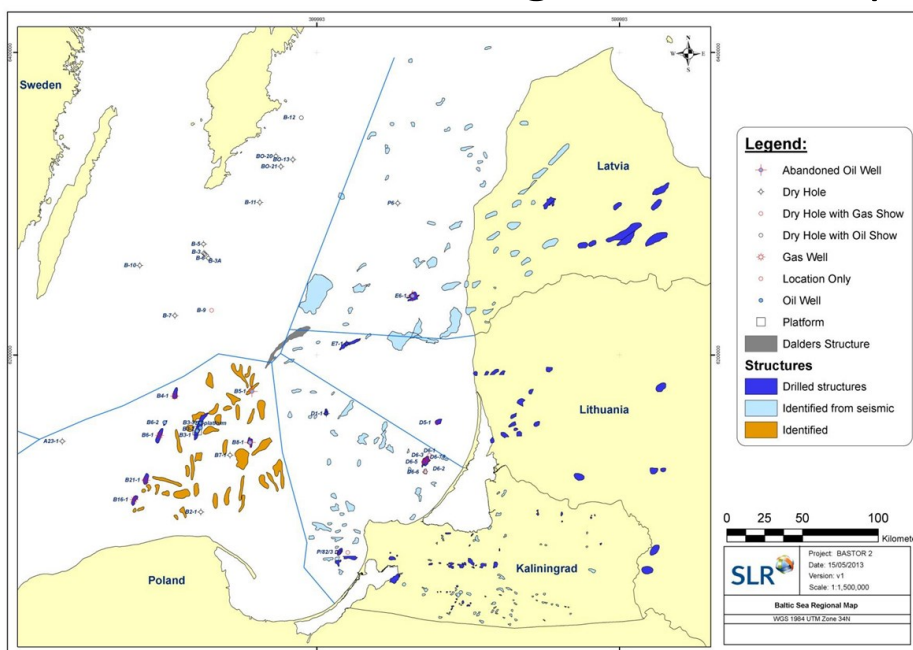 Sweden
Latvia
Lithuania
Kaliningrad
Poland
N
W
E
S
B-12
BO-20
BO-13
BO-21
B-11
P6
B-5
B-3
B-6
B-3A
B-10
B-9
B-7
E6-1
E7-1
B5-1
B4-1
B6-2
B6-1
B3-1
B8-1
B7-1
A23-1
B21-1
B16-1
B2-1
D1-1
D5-1
D6-1
D6-3
D6-5
D6-2
D6-6
P/82/3
Legend:
Abandoned Oil Well
Dry Hole
Dry Hole with Gas Show
Dry Hole with Oil Show
Gas Well
Location Only
Oil Well
Platform
Dalders Structure
Structures
Drilled structures
Identified from seismic
Identified
0 25 50 100
Kilomete
SLR
Project: BASTOR 2
Date: 15/05/2013
Version: v1
Scale: 1:1,500,000
Baltic Sea Regional Map
WGS 1984 UTM Zone 34N